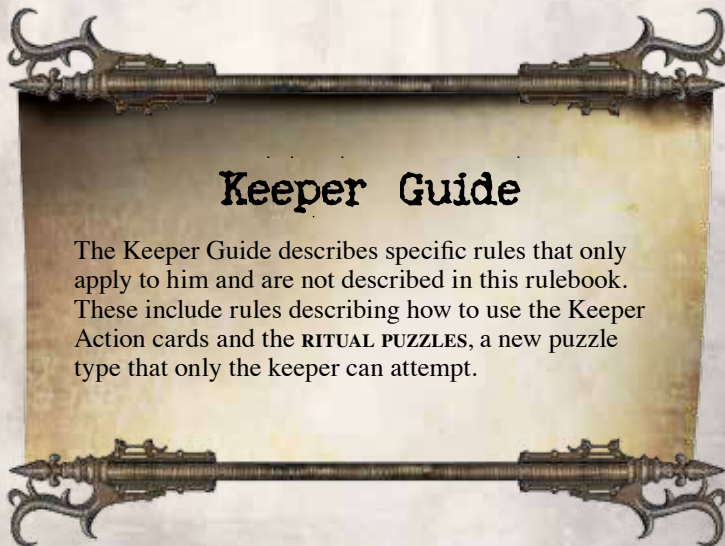 Keeper Guide
The Keeper Guide describes specific rules that only
apply to him and are not described in this rulebook.
These include rules describing how to use the Keeper
Action cards and the RITUAL PUZZLES, a new puzzle
type that only the keeper can attempt.